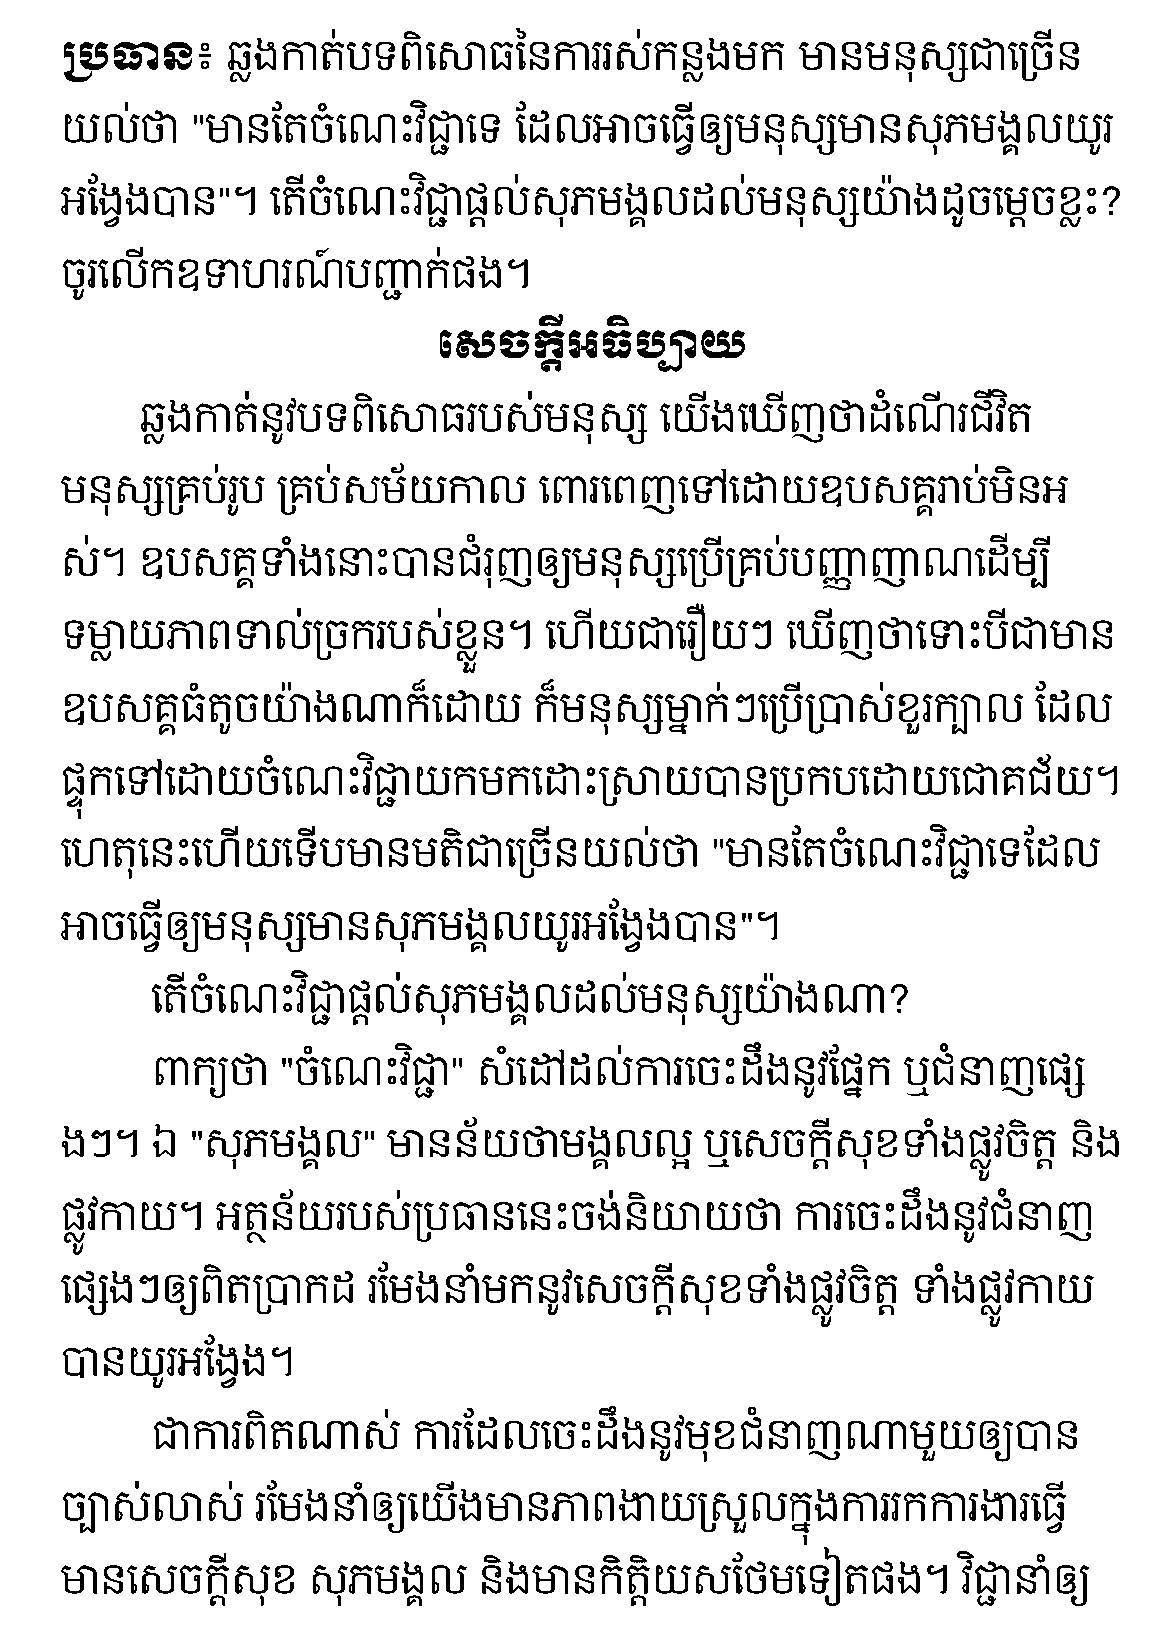 ប្រធាន៖ ឆ្លងកាត់បទពិសោធនៃការរស់កន្លងមក មានមនុស្សជាច្រើន
យល់ថា "មានតែចំណេះវិជ្ជាទេ ដែលអាចធ្វើឲ្យមនុស្សមានសុភមង្គលយូរ
អង្វែងបាន"។ តើចំណេះវិជ្ជាផ្តល់សុភមង្គលដល់មនុស្សយ៉ាងដូចម្តេចខ្លះ?
ចូរលើកឧទាហរណ៍បញ្ជាក់ផង។
សេចក្តីអធិប្បាយ
ឆ្លងកាត់នូវបទពិសោធរបស់មនុស្ស យើងឃើញថាដំណើរជីវិត
មនុស្សគ្រប់រូប គ្រប់សម័យកាល ពោរពេញទៅដោយឧបសគ្គរាប់មិនអ
ស់។ ឧបសគ្គទាំងនោះបានជំរុញឲ្យមនុស្សប្រើគ្រប់បញ្ញាញាណដើម្បី
ទម្លាយភាពទាល់ច្រករបស់ខ្លួន។ ហើយជារឿយៗ ឃើញថាទោះបីជាមាន
ឧបសគ្គធំតូចយ៉ាងណាក៏ដោយ ក៏មនុស្សម្នាក់ៗប្រើប្រាស់ខួរក្បាល ដែល
ផ្ទុកទៅដោយចំណេះវិជ្ជាយកមកដោះស្រាយបានប្រកបដោយជោគជ័យ។
ហេតុនេះហើយទើបមានមតិជាច្រើនយល់ថា "មានតែចំណេះវិជ្ជាទេដែល
អាចធ្វើឲ្យមនុស្សមានសុភមង្គលយូរអង្វែងបាន"។
តើចំណេះវិជ្ជាផ្តល់សុភមង្គលដល់មនុស្សយ៉ាងណា?
ពាក្យថា "ចំណេះវិជ្ជា" សំដៅដល់ការចេះដឹងនូវផ្នែក ឬជំនាញផ្សេ
ងៗ។ ឯ "សុភមង្គល" មានន័យថាមង្គលល្អ ឬសេចក្តីសុខទាំងផ្លូវចិត្ត និង
ផ្លូវកាយ។ អត្ថន័យរបស់ប្រធាននេះចង់និយាយថា ការចេះដឹងនូវជំនាញ
ផ្សេងៗឲ្យពិតប្រាកដ រមែងនាំមកនូវសេចក្តីសុខទាំងផ្លូវចិត្ត ទាំងផ្លូវកាយ
បានយូរអង្វែង។
ជាការពិតណាស់ ការដែលចេះដឹងនូវមុខជំនាញណាមួយឲ្យបាន
ច្បាស់លាស់ រមែងនាំឲ្យយើងមានភាពងាយស្រួលក្នុងការរកការងារធ្វើ
មានសេចក្តីសុខ សុភមង្គល និងមានកិត្តិយសថែមទៀតផង។ វិជ្ជានាំឲ្យ